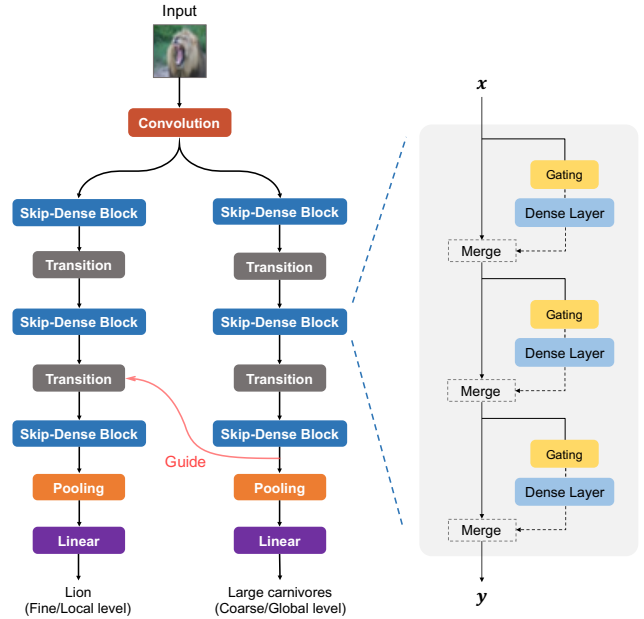 Input
Convolution
Skip-Dense Block
Transition
Skip-Dense Block
Transition
Skip-Dense Block
Pooling
Linear
Lion
(Fine/Local level)
Skip-Dense Block
Transition
Skip-Dense Block
Transition
Skip-Dense Block
Guide
Pooling
Linear
Large carnivores
(Coarse/Global level)
x
Gating
Dense Layer
Merge
Gating
Dense Layer
Merge
Gating
Dense Layer
Merge
y